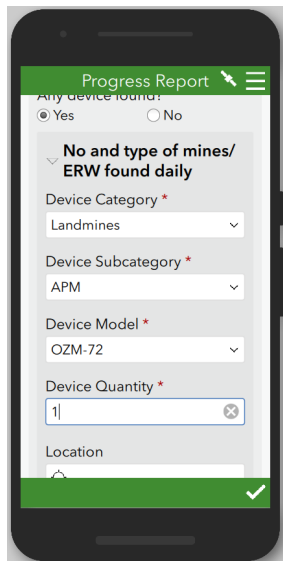 Progress Report
Any device found?
Yes
No
No and type of mines/
ERW found daily
Device Category *
Landmines
Device Subcategory *
APM
Device Model *
OZM-72
Device Quantity *
1
Location